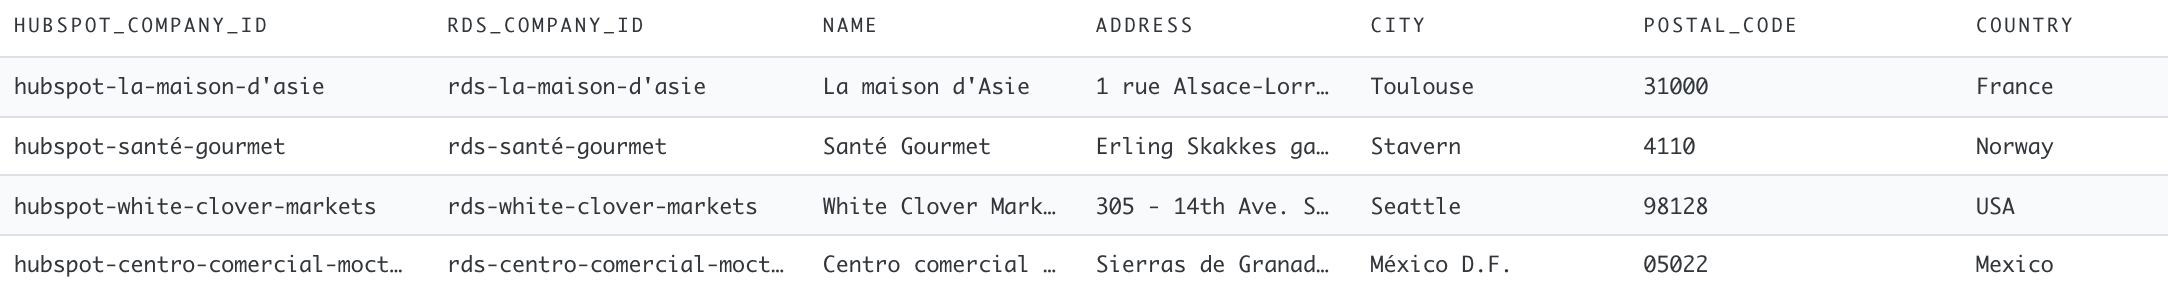 HUBSPOT_COMPANY_ID RDS_COMPANY_ID NAME ADDRESS CITY POSTAL_CODE COUNTRY
hubspot-la-maison-d'asie rds-la-maison-d'asie La maison d'Asie 1 rue Alsace-Lorr… Toulouse 31000 France
hubspot-santé-gourmet rds-santé-gourmet Santé Gourmet Erling Skakkes ga… Stavern 4110 Norway
hubspot-white-clover-markets rds-white-clover-markets White Clover Mark… 305 - 14th Ave. S… Seattle 98128 USA
hubspot-centro-comercial-moct… rds-centro-comercial-moct… Centro comercial … Sierras de Granad… México D.F. 05022 Mexico